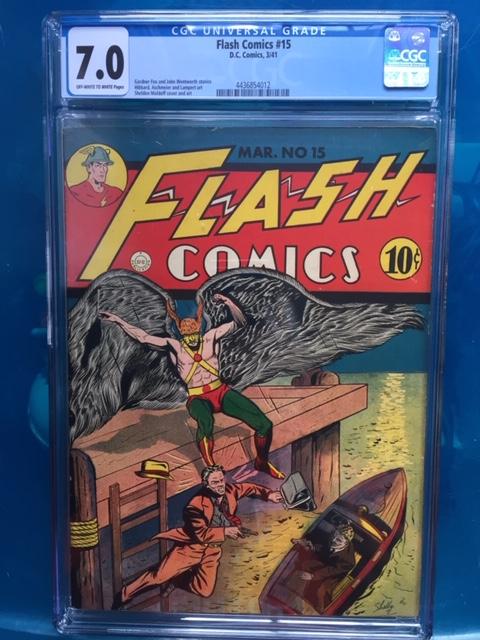 CGC UNIVERSAL GRADE
7.0
OFF-WHITE TO WHITE Pages
Flash Comics #15
D.C. Comics, 3/41
Gardner Fox and John Wentworth stories
Hibbard, Aschmeier and Lampert art
Sheldon Moldoff cover and art
4436854012
CGC
MAR. NO 15
FLASH
COMICS
10¢
Shelly